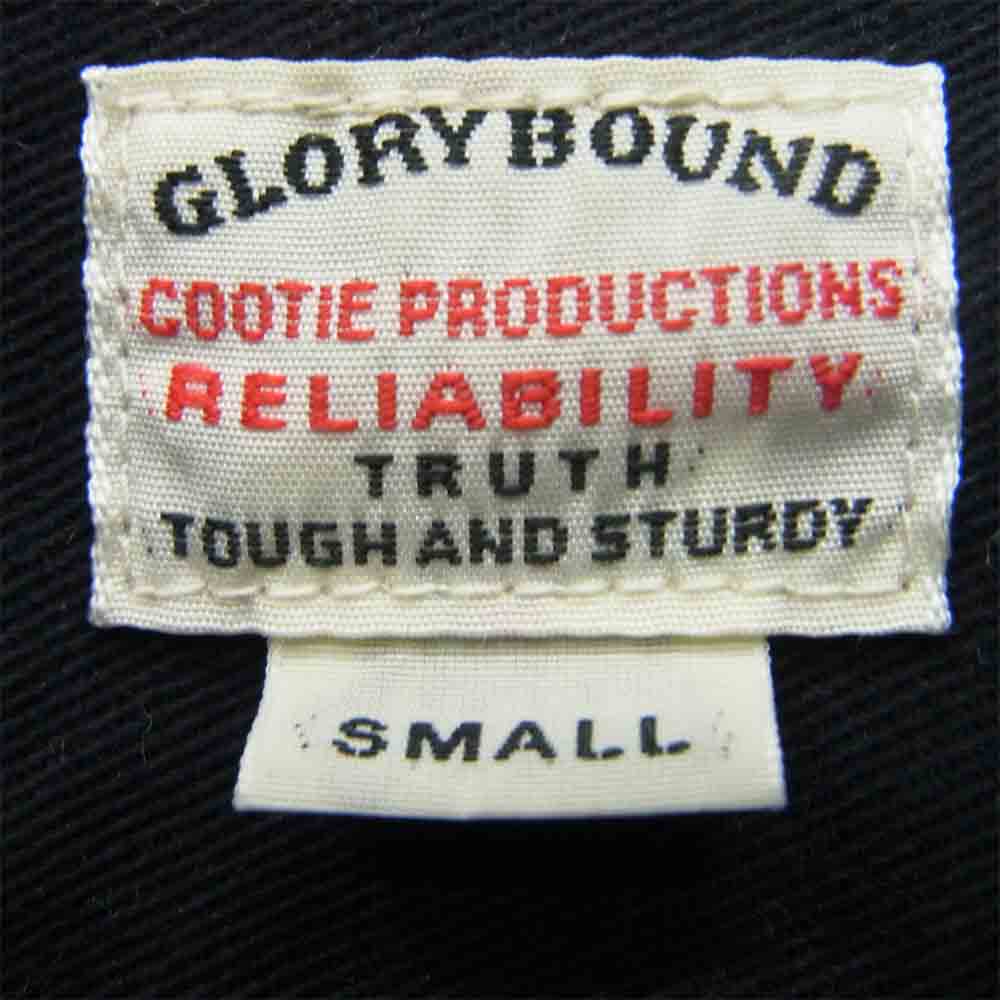 GLORY BOUND
COOTIE PRODUCTIONS
RELIABILITY
TRUTH
TOUGH AND STURDY
SMALL